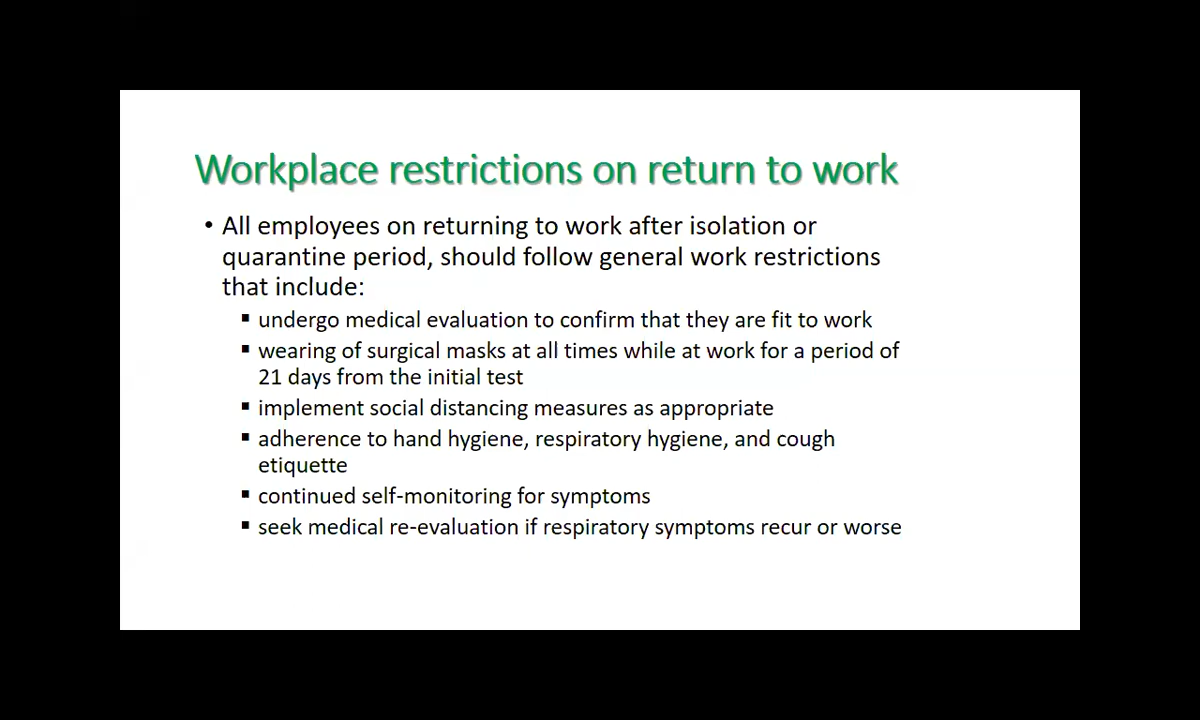 Workplace restrictions on return to work
• All employees on returning to work after isolation or
quarantine period, should follow general work restrictions
that include:
▪ undergo medical evaluation to confirm that they are fit to work
▪ wearing of surgical masks at all times while at work for a period of
21 days from the initial test
▪ implement social distancing measures as appropriate
▪ adherence to hand hygiene, respiratory hygiene, and cough
etiquette
▪ continued self-monitoring for symptoms
▪ seek medical re-evaluation if respiratory symptoms recur or worse